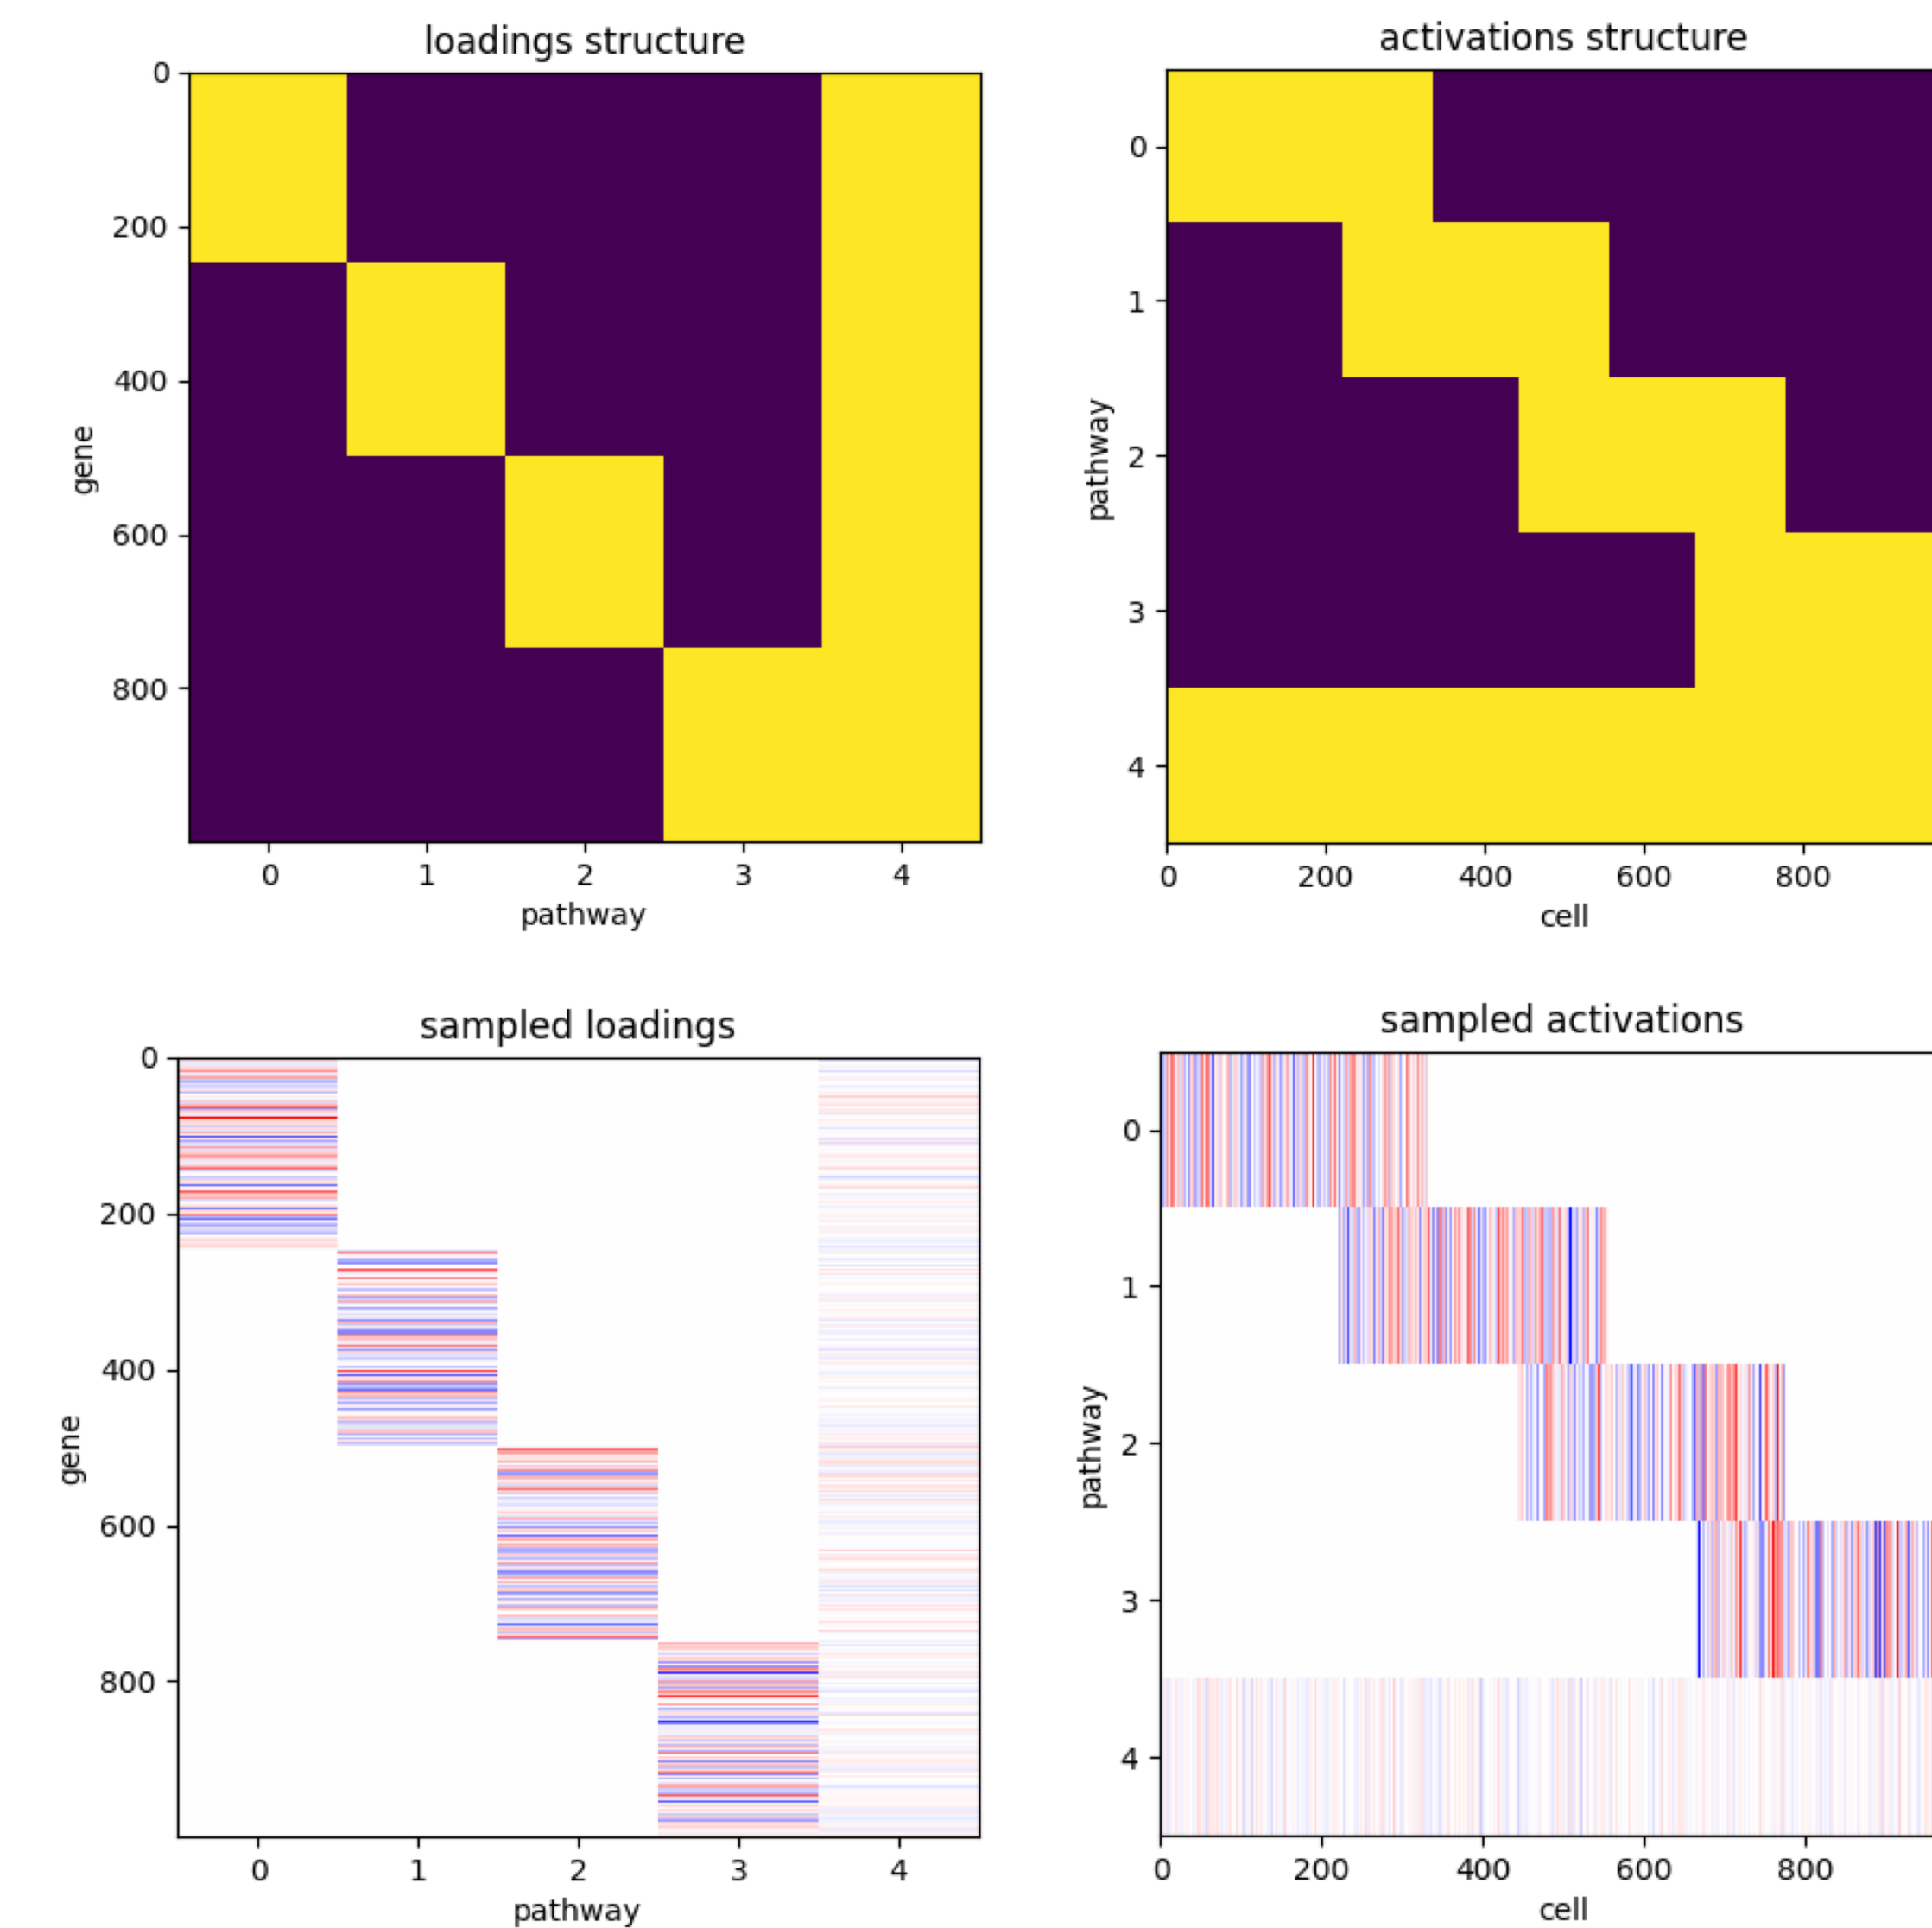 loadings structure
0
200
400
600
800
gene
0 1 2 3 4
pathway
activations structure
0
1
2
3
4
pathway
0 200 400 600 800
cell
sampled loadings
0
200
400
600
800
gene
0 1 2 3 4
pathway
sampled activations
0
1
2
3
4
pathway
0 200 400 600 800
cell